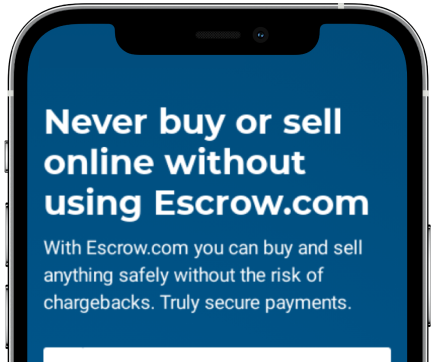 Never buy or sell
online without
using Escrow.com
With Escrow.com you can buy and sell
anything safely without the risk of
chargebacks. Truly secure payments.